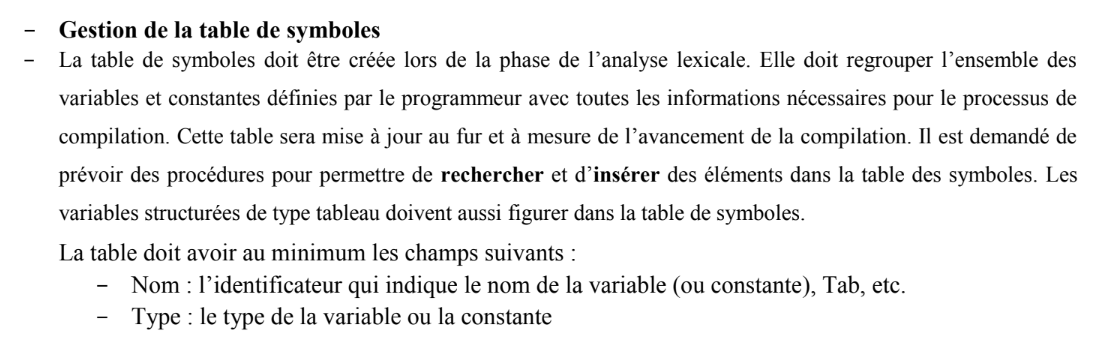 - Gestion de la table de symboles
- La table de symboles doit être créée lors de la phase de l’analyse lexicale. Elle doit regrouper l’ensemble des
variables et constantes définies par le programmeur avec toutes les informations nécessaires pour le processus de
compilation. Cette table sera mise à jour au fur et à mesure de l’avancement de la compilation. Il est demandé de
prévoir des procédures pour permettre de rechercher et d’insérer des éléments dans la table des symboles. Les
variables structurées de type tableau doivent aussi figurer dans la table de symboles.
La table doit avoir au minimum les champs suivants :
- Nom : l’identificateur qui indique le nom de la variable (ou constante), Tab, etc.
- Type : le type de la variable ou la constante